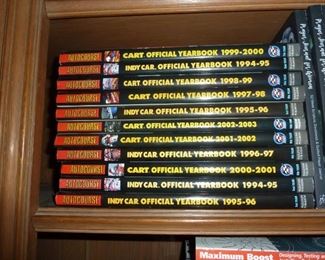 AUTOCOURSE CART OFFICIAL YEARBOOK 1999-2000
AUTOCOURSE INDY CAR OFFICIAL YEARBOOK 1994-95
AUTOCOURSE CART OFFICIAL YEARBOOK 1998-99
AUTOCOURSE CART OFFICIAL YEARBOOK 1997-98
AUTOCOURSE INDY CAR OFFICIAL YEARBOOK 1995-96
AUTOCOURSE CART OFFICIAL YEARBOOK 2002-2003
AUTOCOURSE CART OFFICIAL YEARBOOK 2001-2002
AUTOCOURSE INDY CAR OFFICIAL YEARBOOK 1996-97
AUTOCOURSE CART OFFICIAL YEARBOOK 2000-2001
AUTOCOURSE INDY CAR OFFICIAL YEARBOOK 1994-95
AUTOCOURSE INDY CAR OFFICIAL YEARBOOK 1995-96
Maximum Boost
Designing, Testing